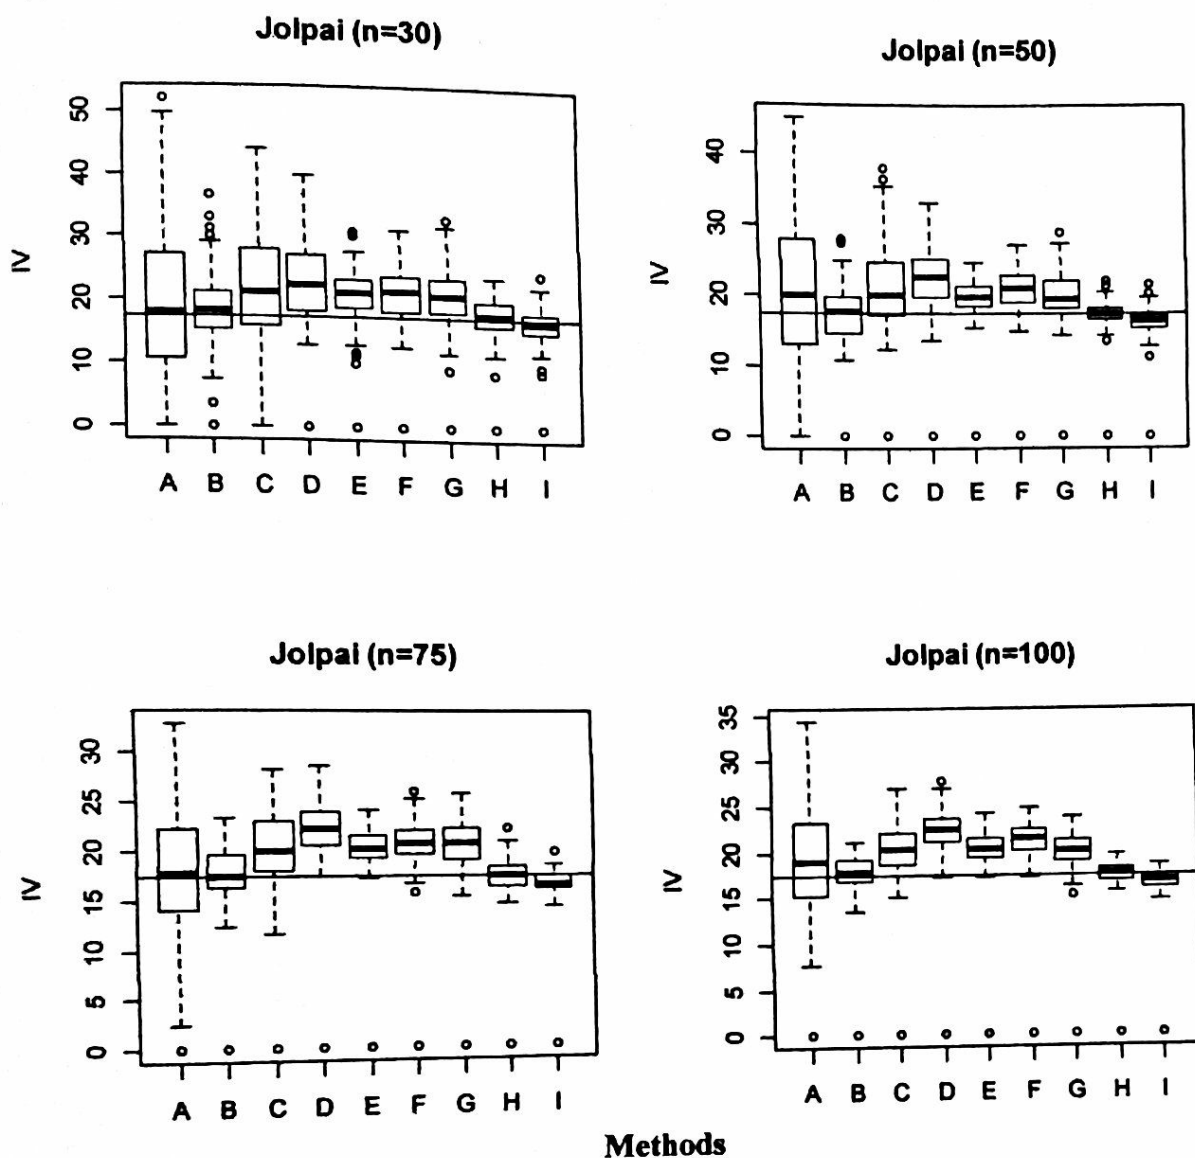 Jolpai (n=30)
IV
0 10 20 30 40 50
A B C D E F G H I
Jolpai (n=50)
IV
0 10 20 30 40
A B C D E F G H I
Jolpai (n=75)
IV
0 5 10 15 20 25 30
A B C D E F G H I
Jolpai (n=100)
IV
0 5 10 15 20 25 30 35
A B C D E F G H I
Methods